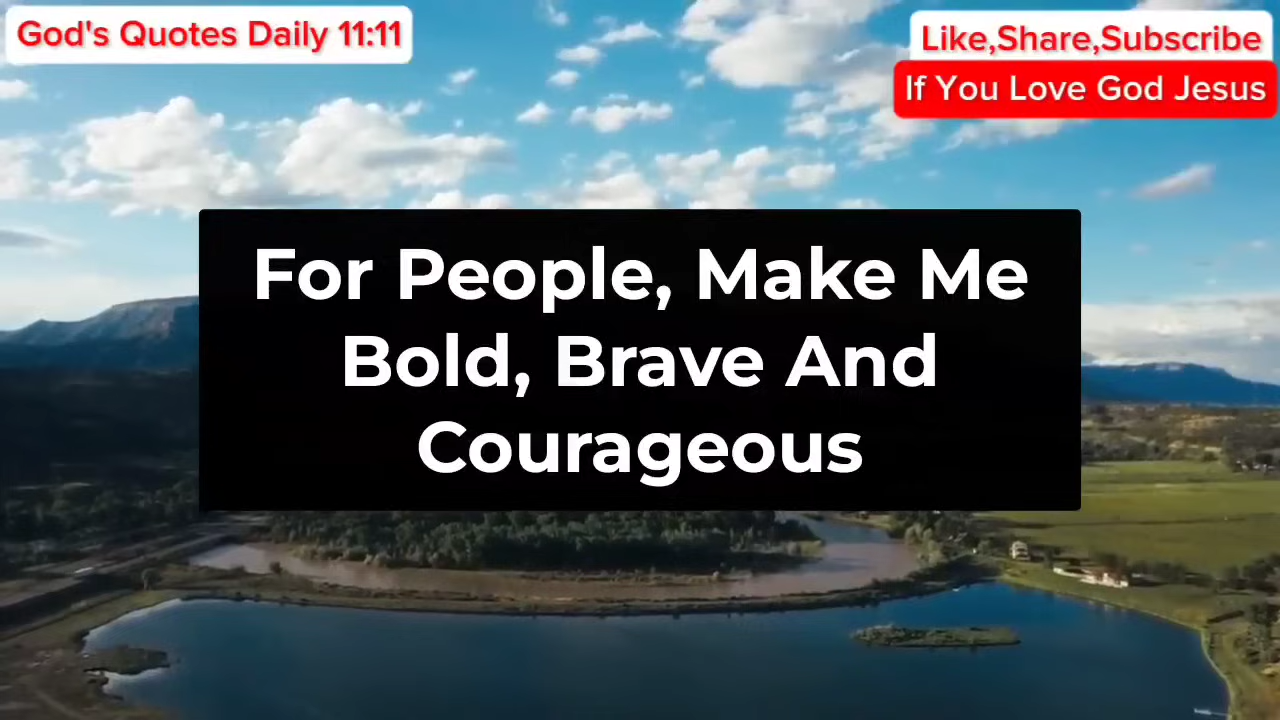 God's Quotes Daily 11:11
Like,Share,Subscribe
If You Love God Jesus
For People, Make Me
Bold, Brave And
Courageous